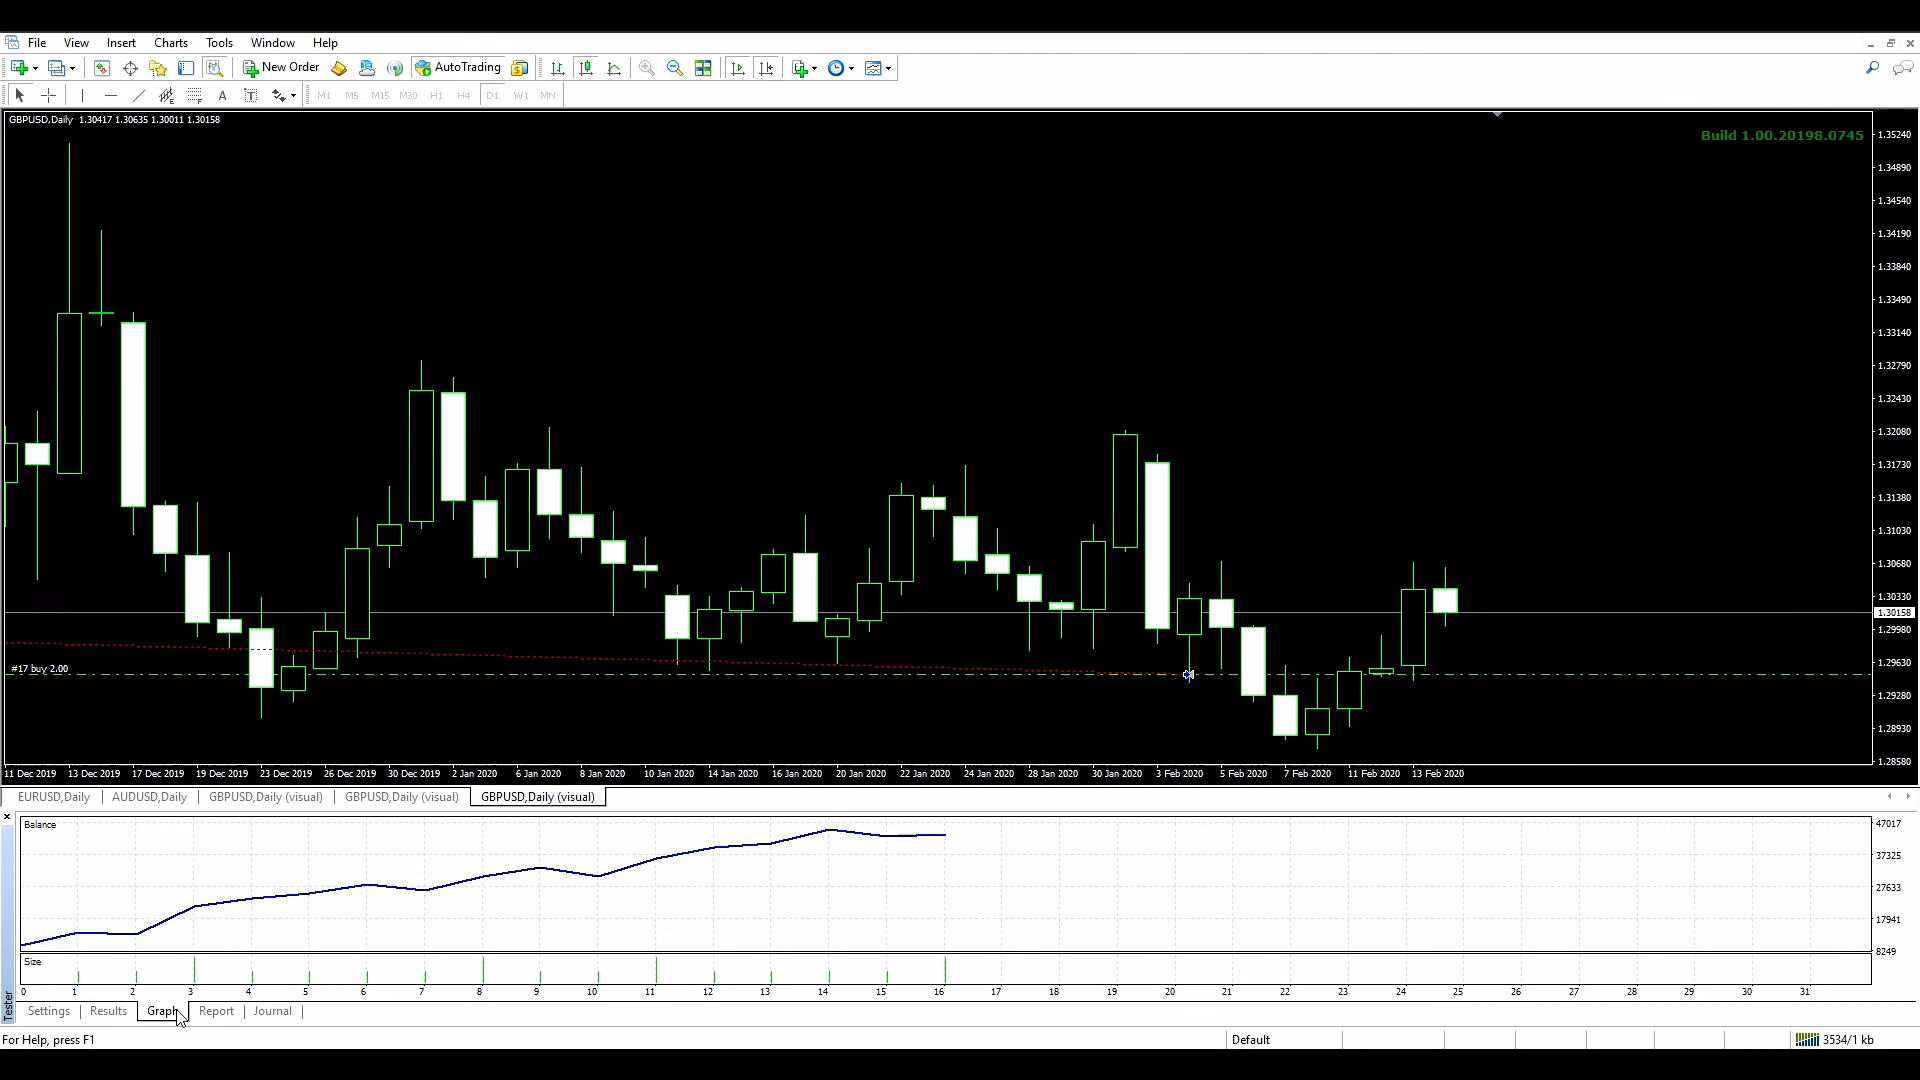 File View Insert Charts Tools Window Help
New Order AutoTrading
A T M1 M5 M15 M30 H1 H4 D1 W1 MN
GBPUSD,Daily 1.30417 1.30635 1.30011 1.30158
Build 1.00.20198.0745
1.35240
1.34890
1.34540
1.34190
1.33840
1.33490
1.33140
1.32790
1.32430
1.32080
1.31730
1.31380
1.31030
1.30680
1.30330
1.30158
1.29980
#17 buy 2.00
1.29630
1.29280
1.28930
1.28580
11 Dec 2019 13 Dec 2019 17 Dec 2019 19 Dec 2019 23 Dec 2019 26 Dec 2019 30 Dec 2019 2 Jan 2020 6 Jan 2020 8 Jan 2020 10 Jan 2020 14 Jan 2020 16 Jan 2020 20 Jan 2020 22 Jan 2020 24 Jan 2020 28 Jan 2020 30 Jan 2020 3 Feb 2020 5 Feb 2020 7 Feb 2020 11 Feb 2020 13 Feb 2020
EURUSD,Daily AUDUSD,Daily GBPUSD,Daily (visual) GBPUSD,Daily (visual) GBPUSD,Daily (visual)
Balance
47017
37325
27633
17941
8249
Size
0 1 2 3 4 5 6 7 8 9 10 11 12 13 14 15 16 17 18 19 20 21 22 23 24 25 26 27 28 29 30 31
Tester
Settings Results Graph Report Journal
For Help, press F1 Default 3534/1 kb